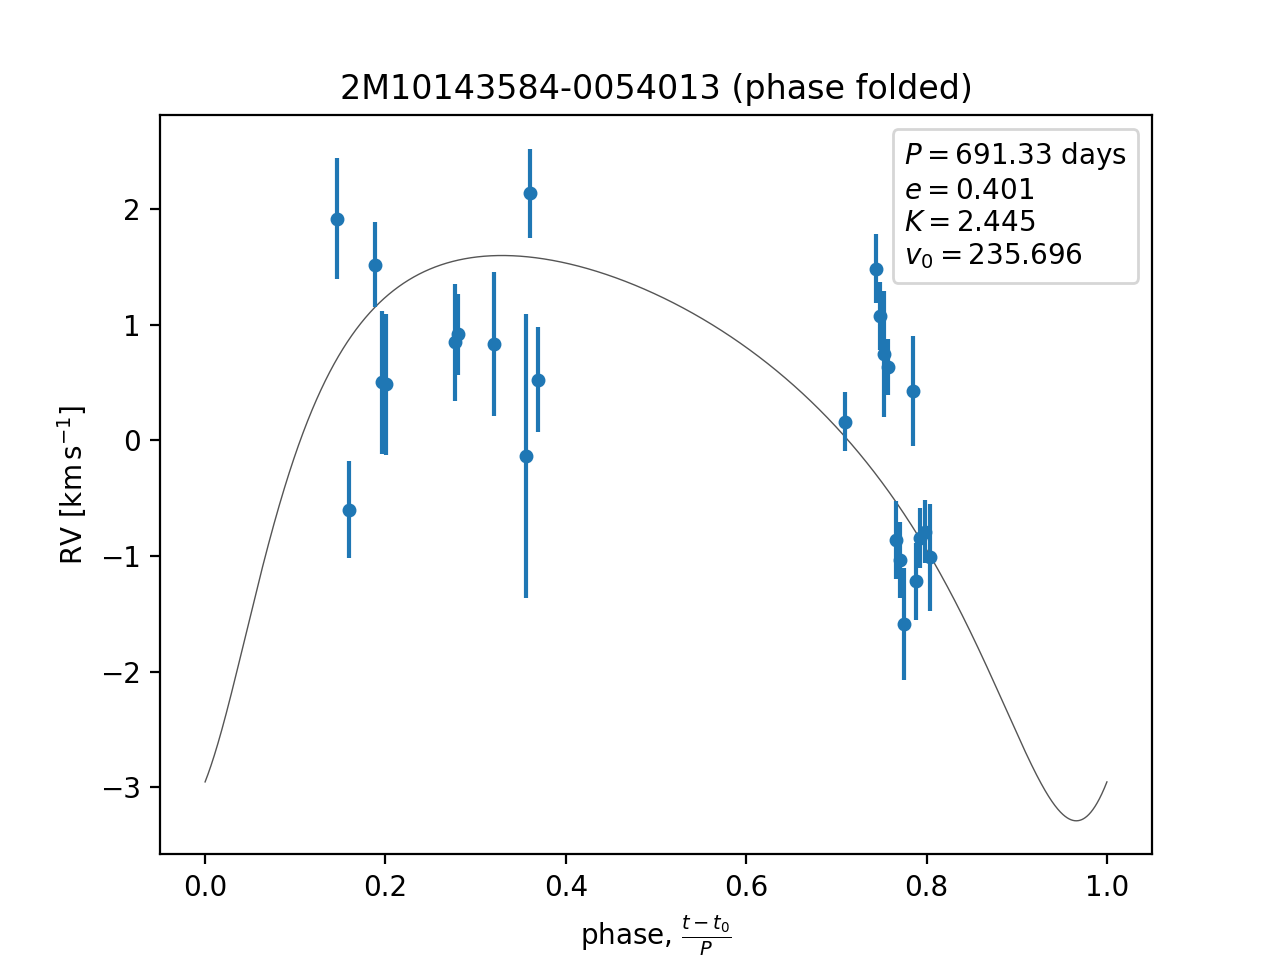 2M10143584-0054013 (phase folded)
P = 691.33 days
e = 0.401
K = 2.445
v₀ = 235.696
RV [km s⁻¹]
2
1
0
−1
−2
−3
0.0 0.2 0.4 0.6 0.8 1.0
phase, (t − t₀)/P